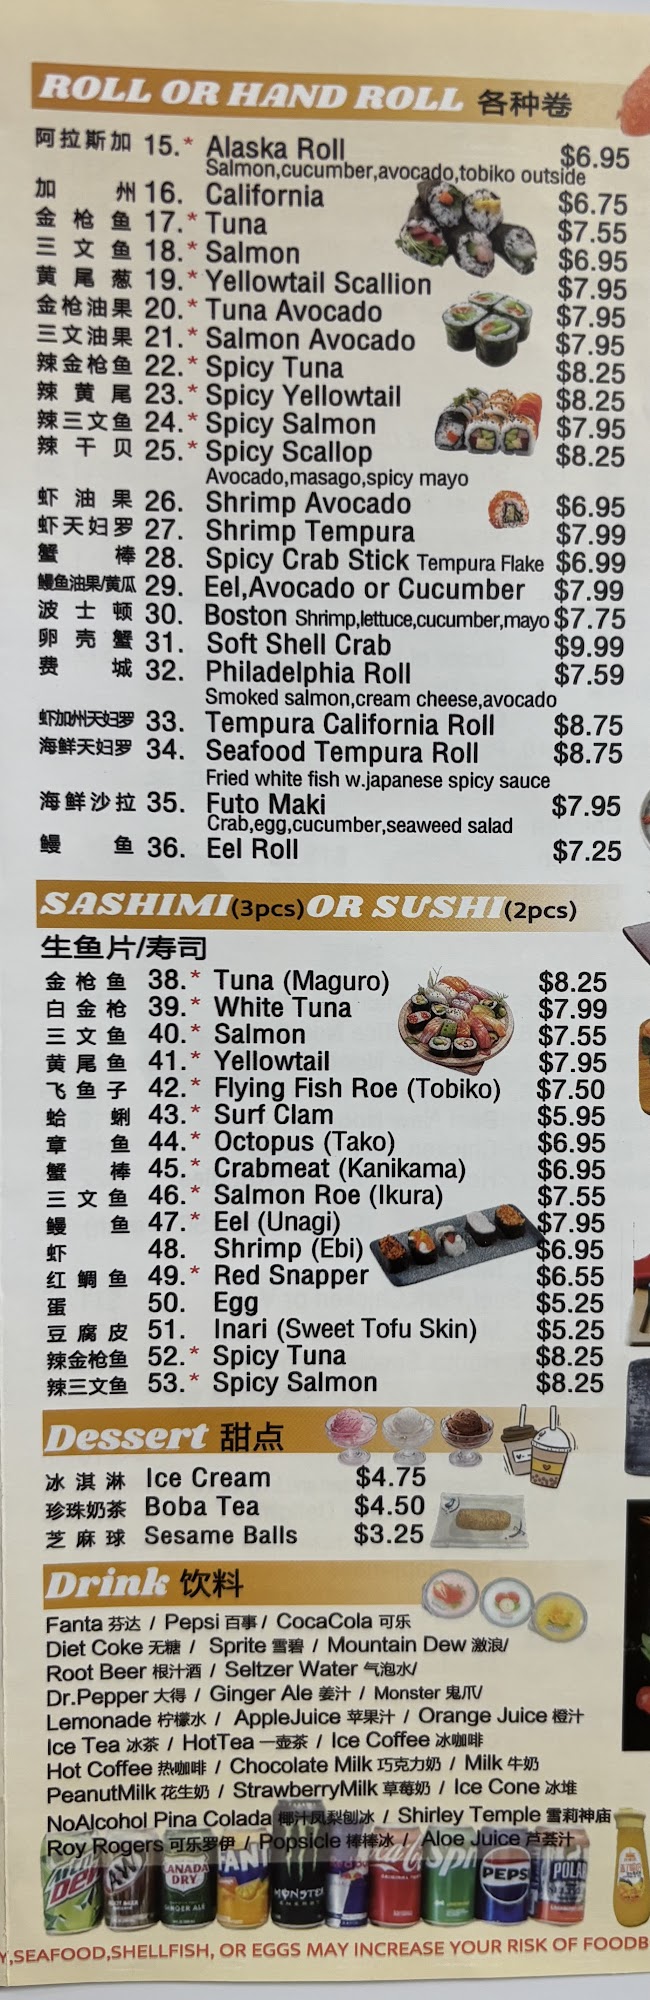 ROLL OR HAND ROLL 各种卷
阿拉斯加 15.* Alaska Roll $6.95
Salmon,cucumber,avocado,tobiko outside
加州 16. California $6.75
金枪鱼 17.* Tuna $7.55
三文鱼 18.* Salmon $6.95
黄尾葱 19.* Yellowtail Scallion $7.95
金枪油果 20.* Tuna Avocado $7.95
三文油果 21.* Salmon Avocado $7.95
辣金枪鱼 22.* Spicy Tuna $8.25
辣黄尾 23.* Spicy Yellowtail $8.25
辣三文鱼 24.* Spicy Salmon $7.95
辣干贝 25.* Spicy Scallop $8.25
Avocado,masago,spicy mayo
虾油果 26. Shrimp Avocado $6.95
虾天妇罗 27. Shrimp Tempura $7.99
蟹棒 28. Spicy Crab Stick Tempura Flake $6.99
鳗鱼油果/黄瓜 29. Eel,Avocado or Cucumber $7.99
波士顿 30. Boston Shrimp,lettuce,cucumber,mayo $7.75
卵壳蟹 31. Soft Shell Crab $9.99
费城 32. Philadelphia Roll $7.59
Smoked salmon,cream cheese,avocado
虾加州天妇罗 33. Tempura California Roll $8.75
海鲜天妇罗 34. Seafood Tempura Roll $8.75
Fried white fish w.japanese spicy sauce
海鲜沙拉 35. Futo Maki $7.95
Crab,egg,cucumber,seaweed salad
鳗鱼 36. Eel Roll $7.25
SASHIMI(3pcs)OR SUSHI(2pcs)
生鱼片/寿司
金枪鱼 38.* Tuna (Maguro) $8.25
白金枪 39.* White Tuna $7.99
三文鱼 40.* Salmon $7.55
黄尾鱼 41.* Yellowtail $7.95
飞鱼子 42.* Flying Fish Roe (Tobiko) $7.50
蛤蜊 43.* Surf Clam $5.95
章鱼 44.* Octopus (Tako) $6.95
蟹棒 45.* Crabmeat (Kanikama) $6.95
三文鱼 46.* Salmon Roe (Ikura) $7.55
鳗鱼 47.* Eel (Unagi) $7.95
虾 48. Shrimp (Ebi) $6.95
红鲷鱼 49.* Red Snapper $6.55
蛋 50. Egg $5.25
豆腐皮 51. Inari (Sweet Tofu Skin) $5.25
辣金枪鱼 52.* Spicy Tuna $8.25
辣三文鱼 53.* Spicy Salmon $8.25
Dessert 甜点
冰淇淋 Ice Cream $4.75
珍珠奶茶 Boba Tea $4.50
芝麻球 Sesame Balls $3.25
Drink 饮料
Fanta 芬达 / Pepsi 百事 / CocaCola 可乐
Diet Coke 无糖 / Sprite 雪碧 / Mountain Dew 激浪/
Root Beer 根汁酒 / Seltzer Water 气泡水/
Dr.Pepper 大得 / Ginger Ale 姜汁 / Monster 鬼爪/
Lemonade 柠檬水 / AppleJuice 苹果汁 / Orange Juice 橙汁
Ice Tea 冰茶 / HotTea 一壶茶 / Ice Coffee 冰咖啡
Hot Coffee 热咖啡 / Chocolate Milk 巧克力奶 / Milk 牛奶
PeanutMilk 花生奶 / StrawberryMilk 草莓奶 / Ice Cone 冰堆
NoAlcohol Pina Colada 椰汁凤梨刨冰 / Shirley Temple 雪莉神庙
Roy Rogers 可乐罗伊 / Popsicle 棒棒冰 / Aloe Juice 芦荟汁
Mtn DEW A&W CANADA DRY FANTA MONSTER Coca-Cola Sprite PEPSI POLAR
GINGER ALE
ENERGY
Y,SEAFOOD,SHELLFISH, OR EGGS MAY INCREASE YOUR RISK OF FOODB